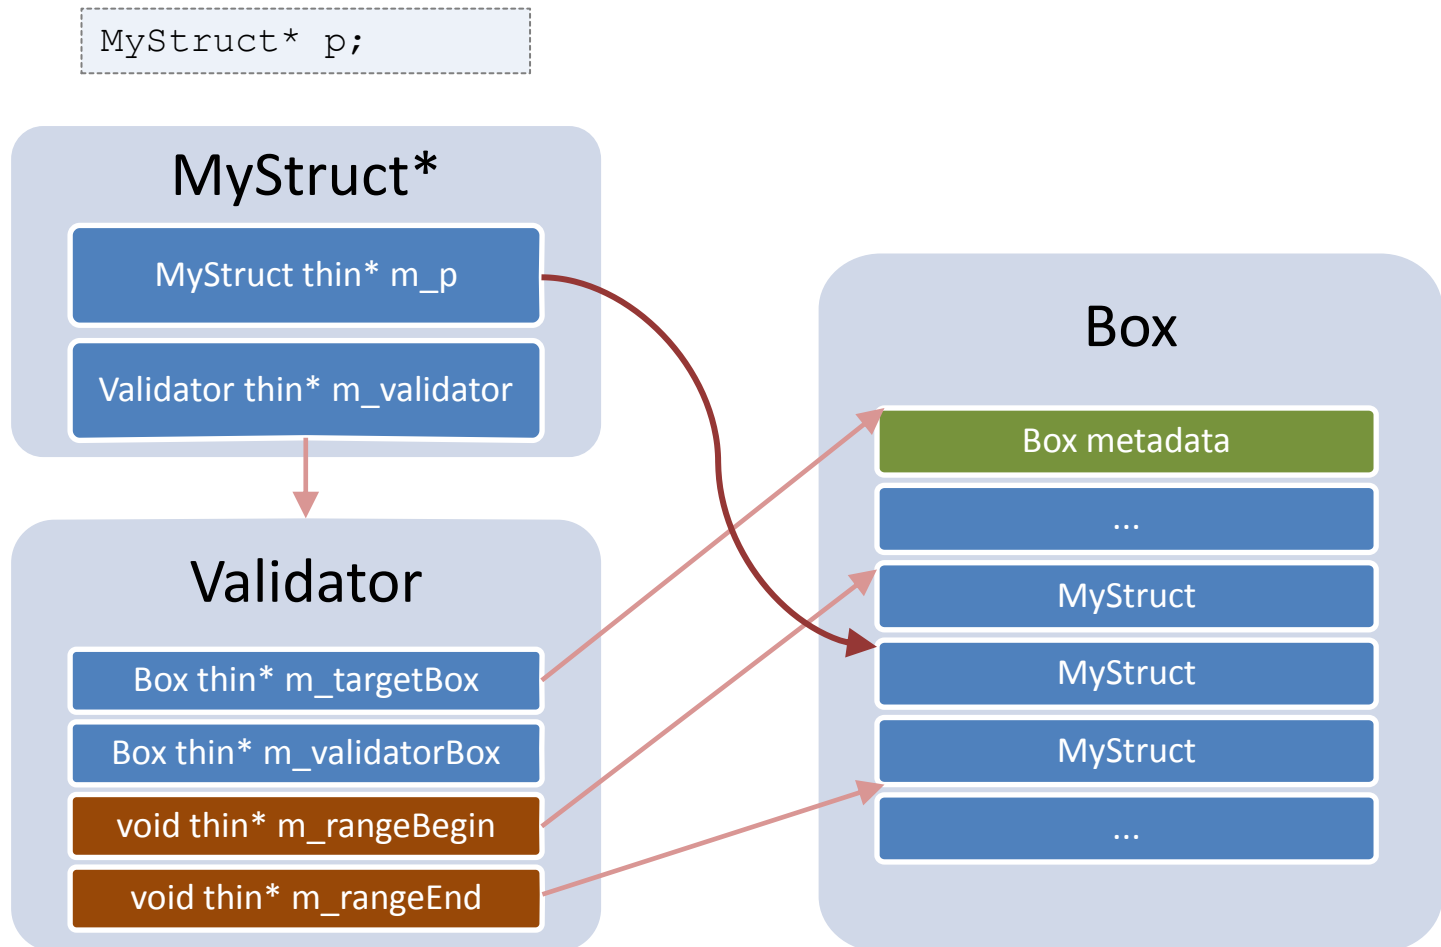 MyStruct* p;
MyStruct*
MyStruct thin* m_p
Validator thin* m_validator
Validator
Box thin* m_targetBox
Box thin* m_validatorBox
void thin* m_rangeBegin
void thin* m_rangeEnd
Box
Box metadata
...
MyStruct
MyStruct
MyStruct
...